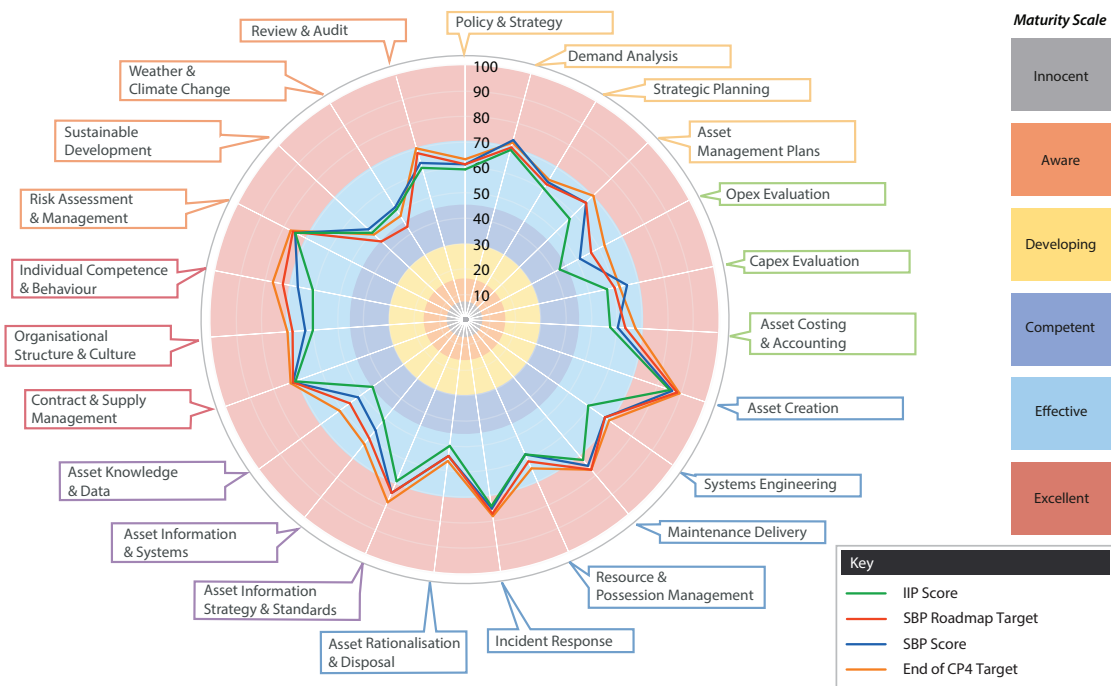 Policy & Strategy
Demand Analysis
Strategic Planning
Asset
Management Plans
Opex Evaluation
Capex Evaluation
Asset Costing
& Accounting
Asset Creation
Systems Engineering
Maintenance Delivery
Resource &
Possession Management
Incident Response
Asset Rationalisation
& Disposal
Asset Information
Strategy & Standards
Asset Information
& Systems
Asset Knowledge
& Data
Contract & Supply
Management
Organisational
Structure & Culture
Individual Competence
& Behaviour
Risk Assessment
& Management
Sustainable
Development
Weather &
Climate Change
Review & Audit
100
90
80
70
60
50
40
30
20
10
Maturity Scale
Innocent
Aware
Developing
Competent
Effective
Excellent
Key
IIP Score
SBP Roadmap Target
SBP Score
End of CP4 Target